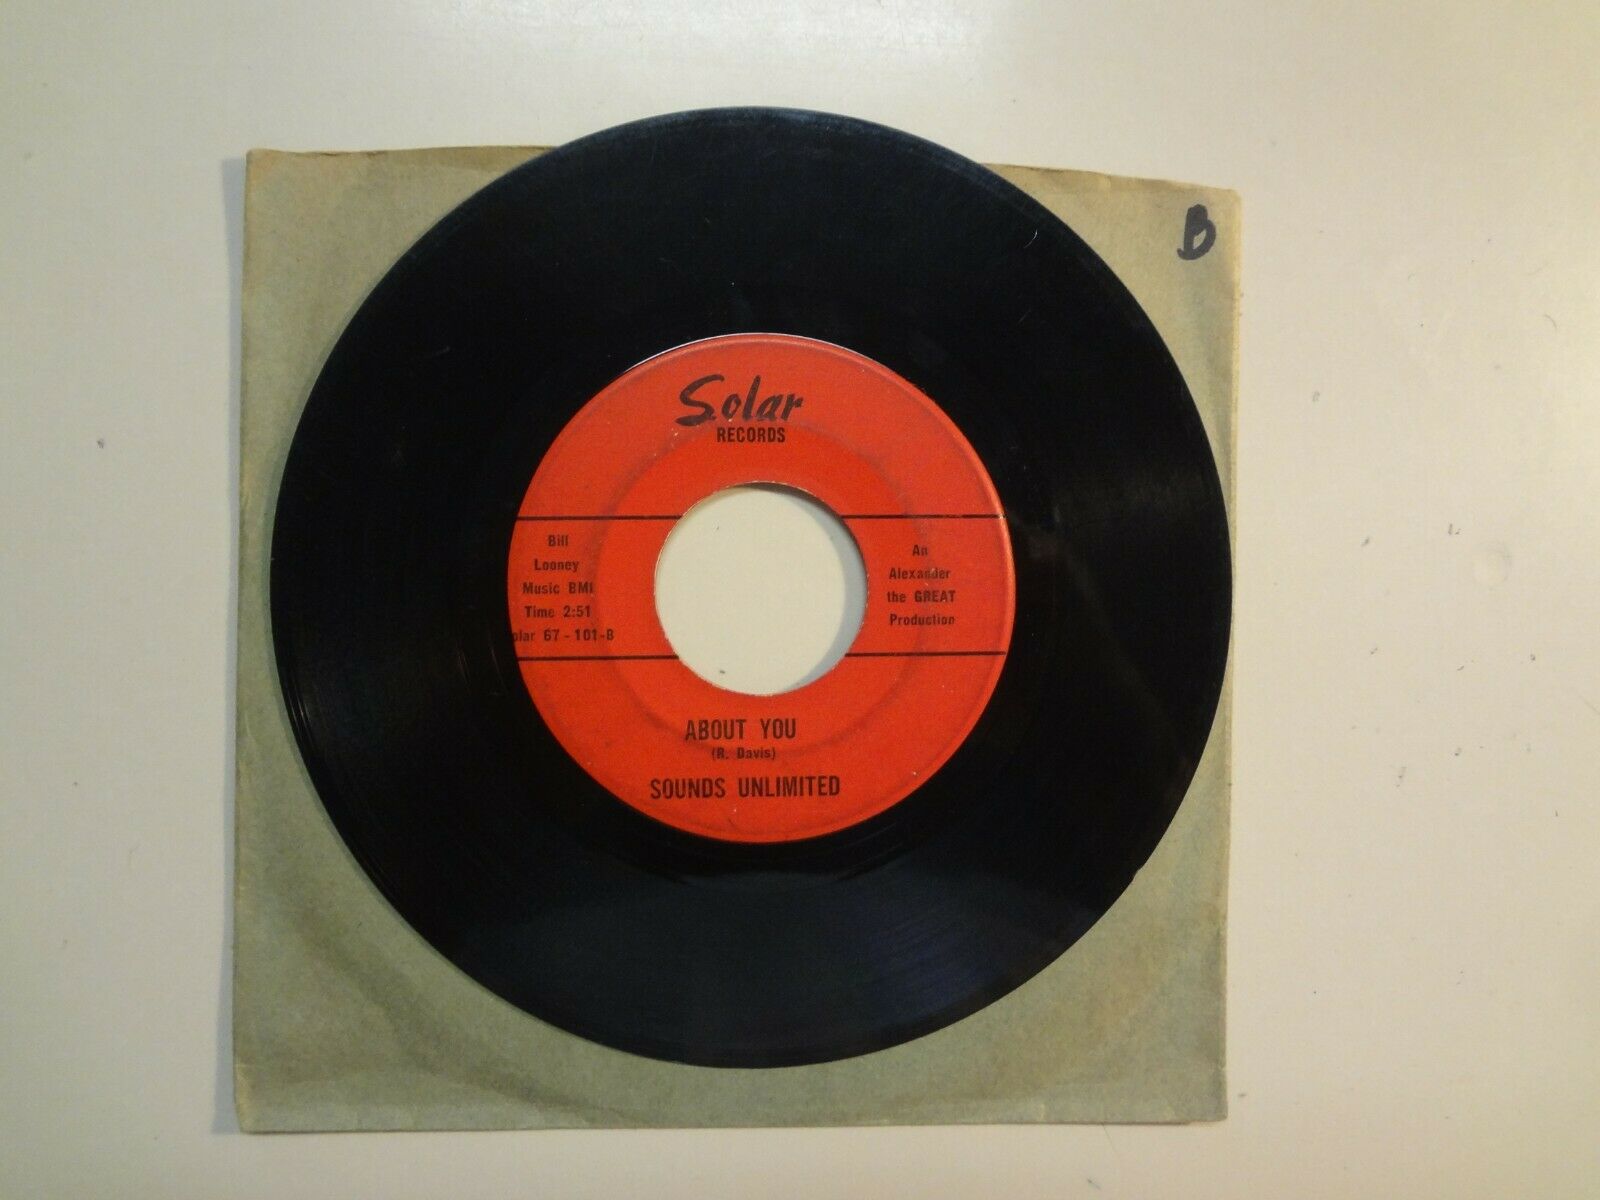 B
Solar
RECORDS
Bill
Looney
Music BMI
Time 2:51
olar 67-101-B
An
Alexander
the GREAT
Production
ABOUT YOU
(R. Davis)
SOUNDS UNLIMITED